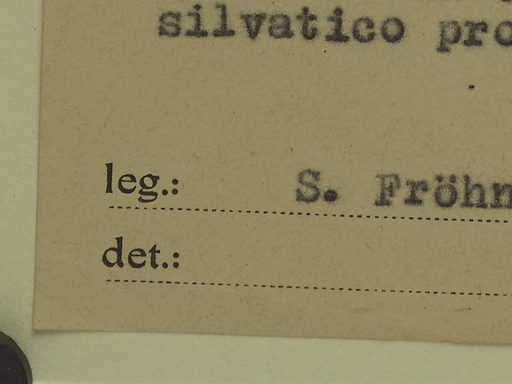 silvatico pro
leg.: S. Fröhn
det.: